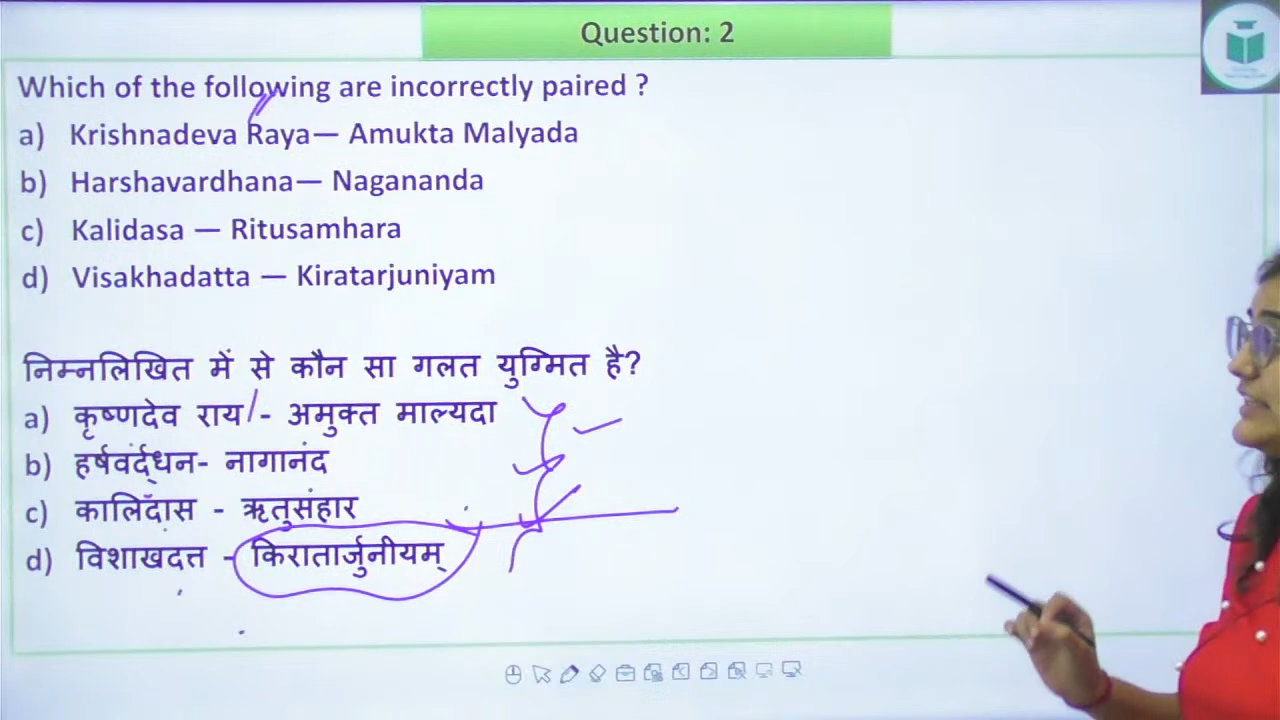 Question: 2
Which of the following are incorrectly paired ?
a) Krishnadeva Raya— Amukta Malyada
b) Harshavardhana— Nagananda
c) Kalidasa — Ritusamhara
d) Visakhadatta — Kiratarjuniyam
निम्नलिखित में से कौन सा गलत युग्मित है?
a) कृष्णदेव राय - अमुक्त माल्यदा
b) हर्षवर्द्धन- नागानंद
c) कालिदास - ऋतुसंहार
d) विशाखदत्त - किरातार्जुनीयम्